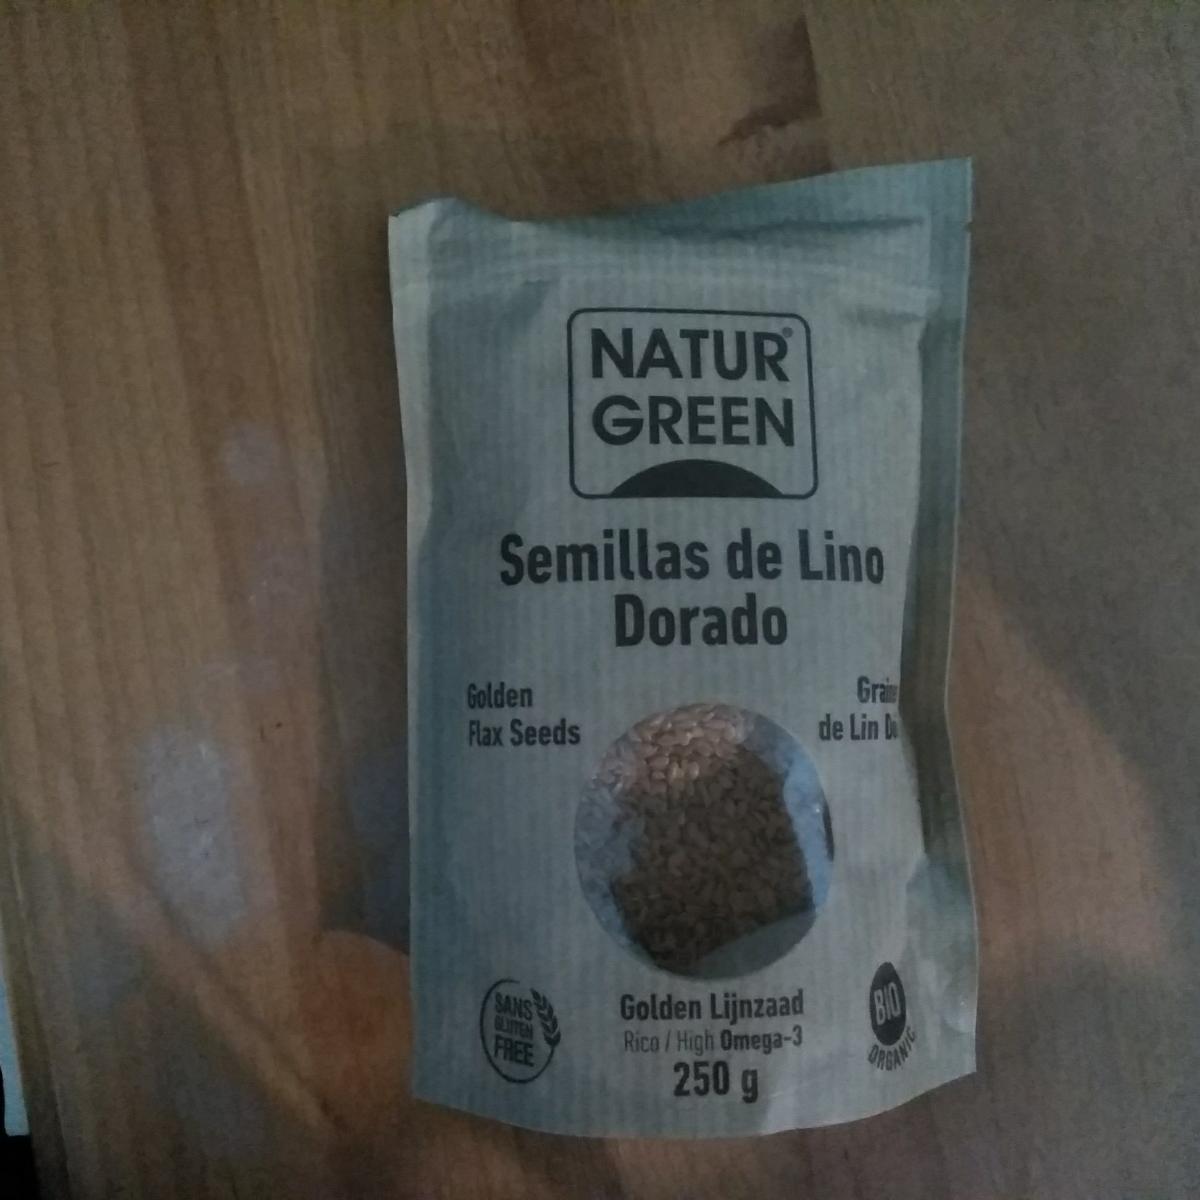 NATUR®
GREEN
Semillas de Lino
Dorado
Golden
Flax Seeds
de Lin
SANS
GLUTEN
FREE
Golden Lijnzaad
Rico / High Omega-3
250 g
BIO
ORGANIC